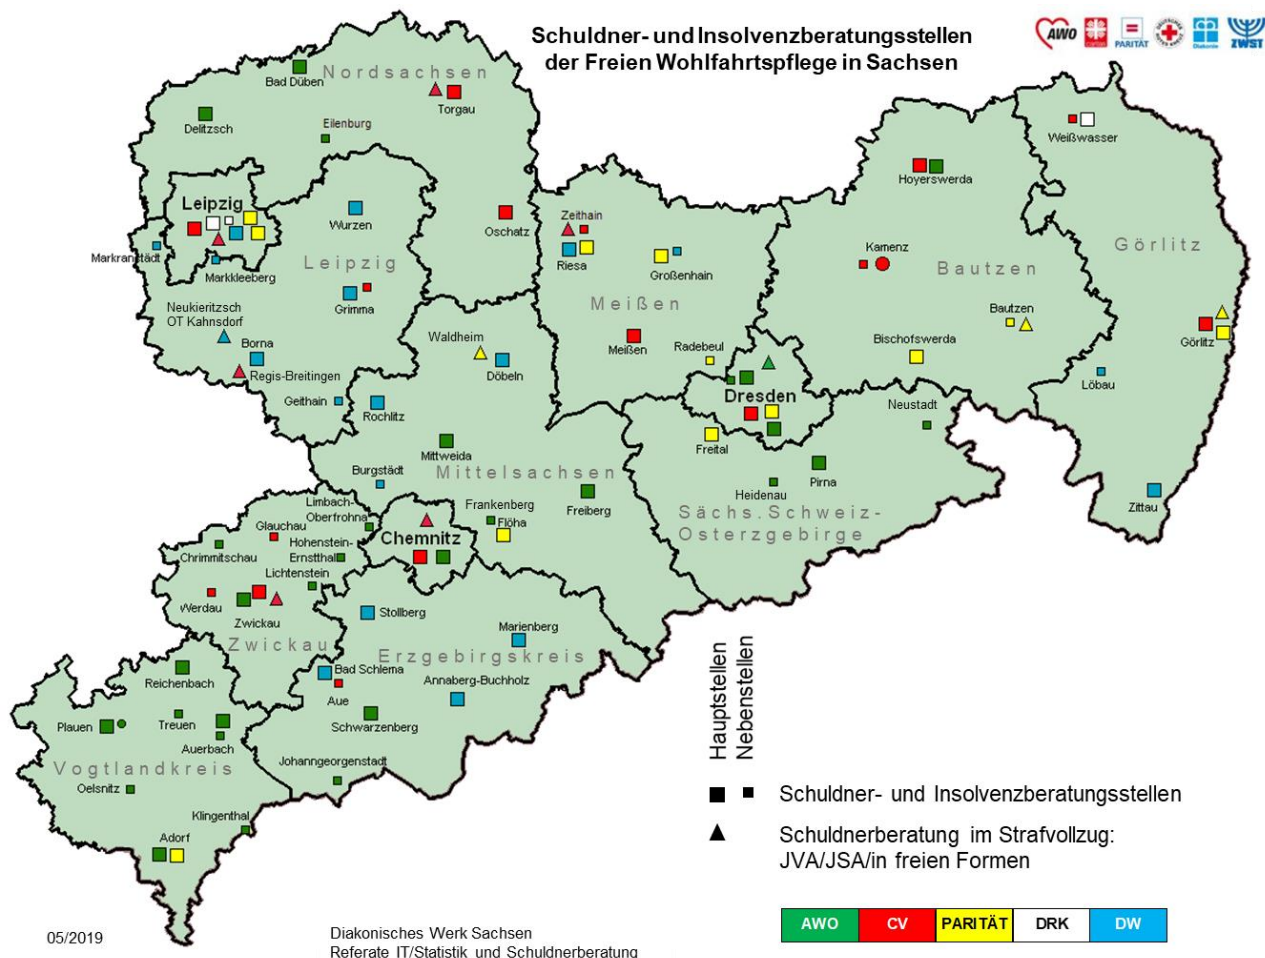 Schuldner- und Insolvenzberatungsstellen
der Freien Wohlfahrtspflege in Sachsen
AWO
caritas
PARITÄT
Diakonie
ZWST
Nordsachsen
Bad Düben
Torgau
Delitzsch
Eilenburg
Weißwasser
Hoyerswerda
Leipzig
Wurzen
Oschatz
Zeithain
Riesa
Großenhain
Kamenz
Görlitz
Markranstädt
Markkleeberg
Leipzig
Grimma
Meißen
Bautzen
Neukieritzsch
OT Kahnsdorf
Borna
Regis-Breitingen
Geithain
Waldheim
Döbeln
Rochlitz
Meißen
Radebeul
Bautzen
Bischofswerda
Görlitz
Löbau
Dresden
Neustadt
Freital
Mittweida
Mittelsachsen
Burgstädt
Pirna
Heidenau
Zittau
Sächs.Schweiz-
Osterzgebirge
Limbach-
Oberfrohna
Frankenberg
Flöha
Freiberg
Glauchau
Chemnitz
Hohenstein-
Ernstthal
Chrimmitschau
Lichtenstein
Werdau
Zwickau
Zwickau
Stollberg
Marienberg
Erzgebirgskreis
Bad Schlema
Annaberg-Buchholz
Aue
Schwarzenberg
Reichenbach
Plauen
Treuen
Auerbach
Johanngeorgenstadt
Vogtlandkreis
Oelsnitz
Klingenthal
Adorf
Hauptstellen
Nebenstellen
Schuldner- und Insolvenzberatungsstellen
Schuldnerberatung im Strafvollzug:
JVA/JSA/in freien Formen
AWO CV PARITÄT DRK DW
05/2019
Diakonisches Werk Sachsen
Referate IT/Statistik und Schuldnerberatung